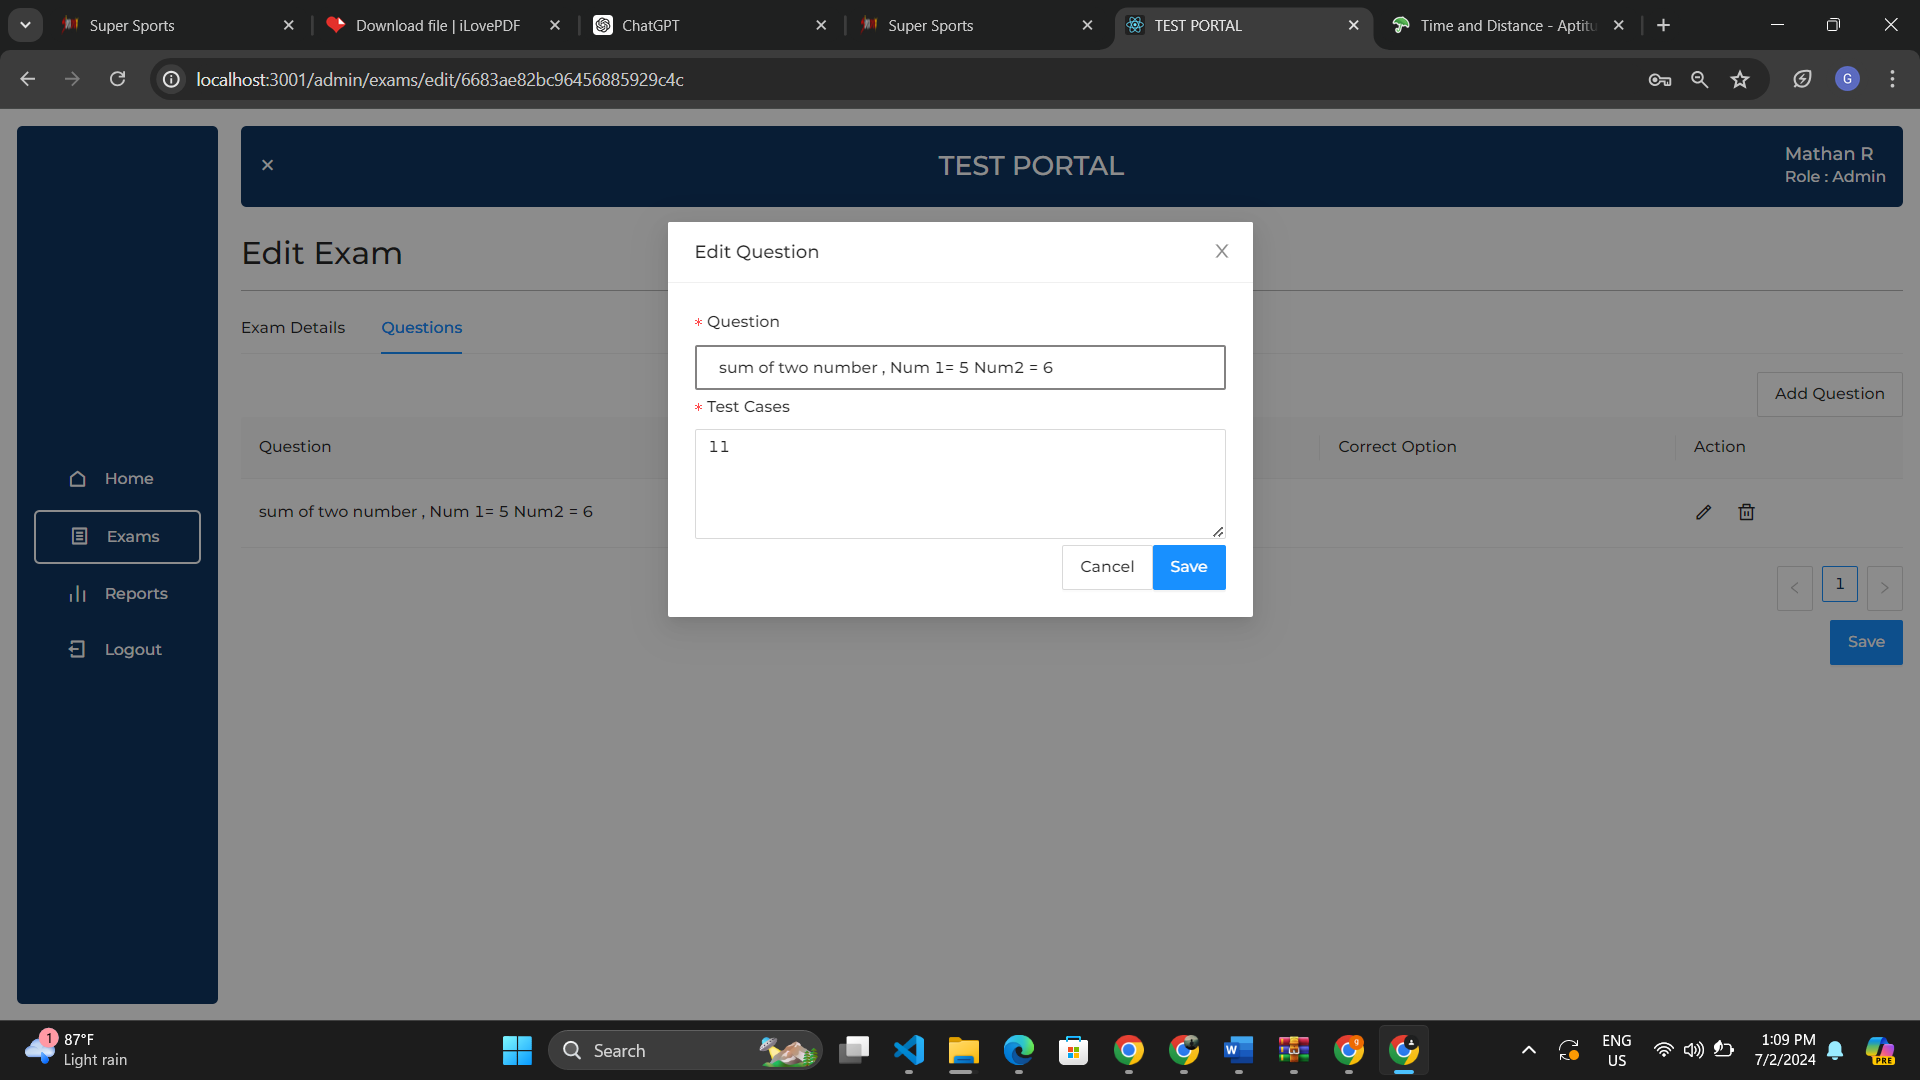 Super Sports
Download file | iLovePDF
ChatGPT
Super Sports
TEST PORTAL
Time and Distance - Aptitu
localhost:3001/admin/exams/edit/6683ae82bc96456885929c4c
G
TEST PORTAL
Mathan R
Role : Admin
Home
Exams
Reports
Logout
Edit Exam
Exam Details
Questions
Add Question
Question
Correct Option
Action
sum of two number , Num 1= 5 Num2 = 6
1
Save
Edit Question
X
* Question
sum of two number , Num 1= 5 Num2 = 6
* Test Cases
11
Cancel
Save
1
87°F
Light rain
Search
W
9
ENG
US
1:09 PM
7/2/2024
PRE